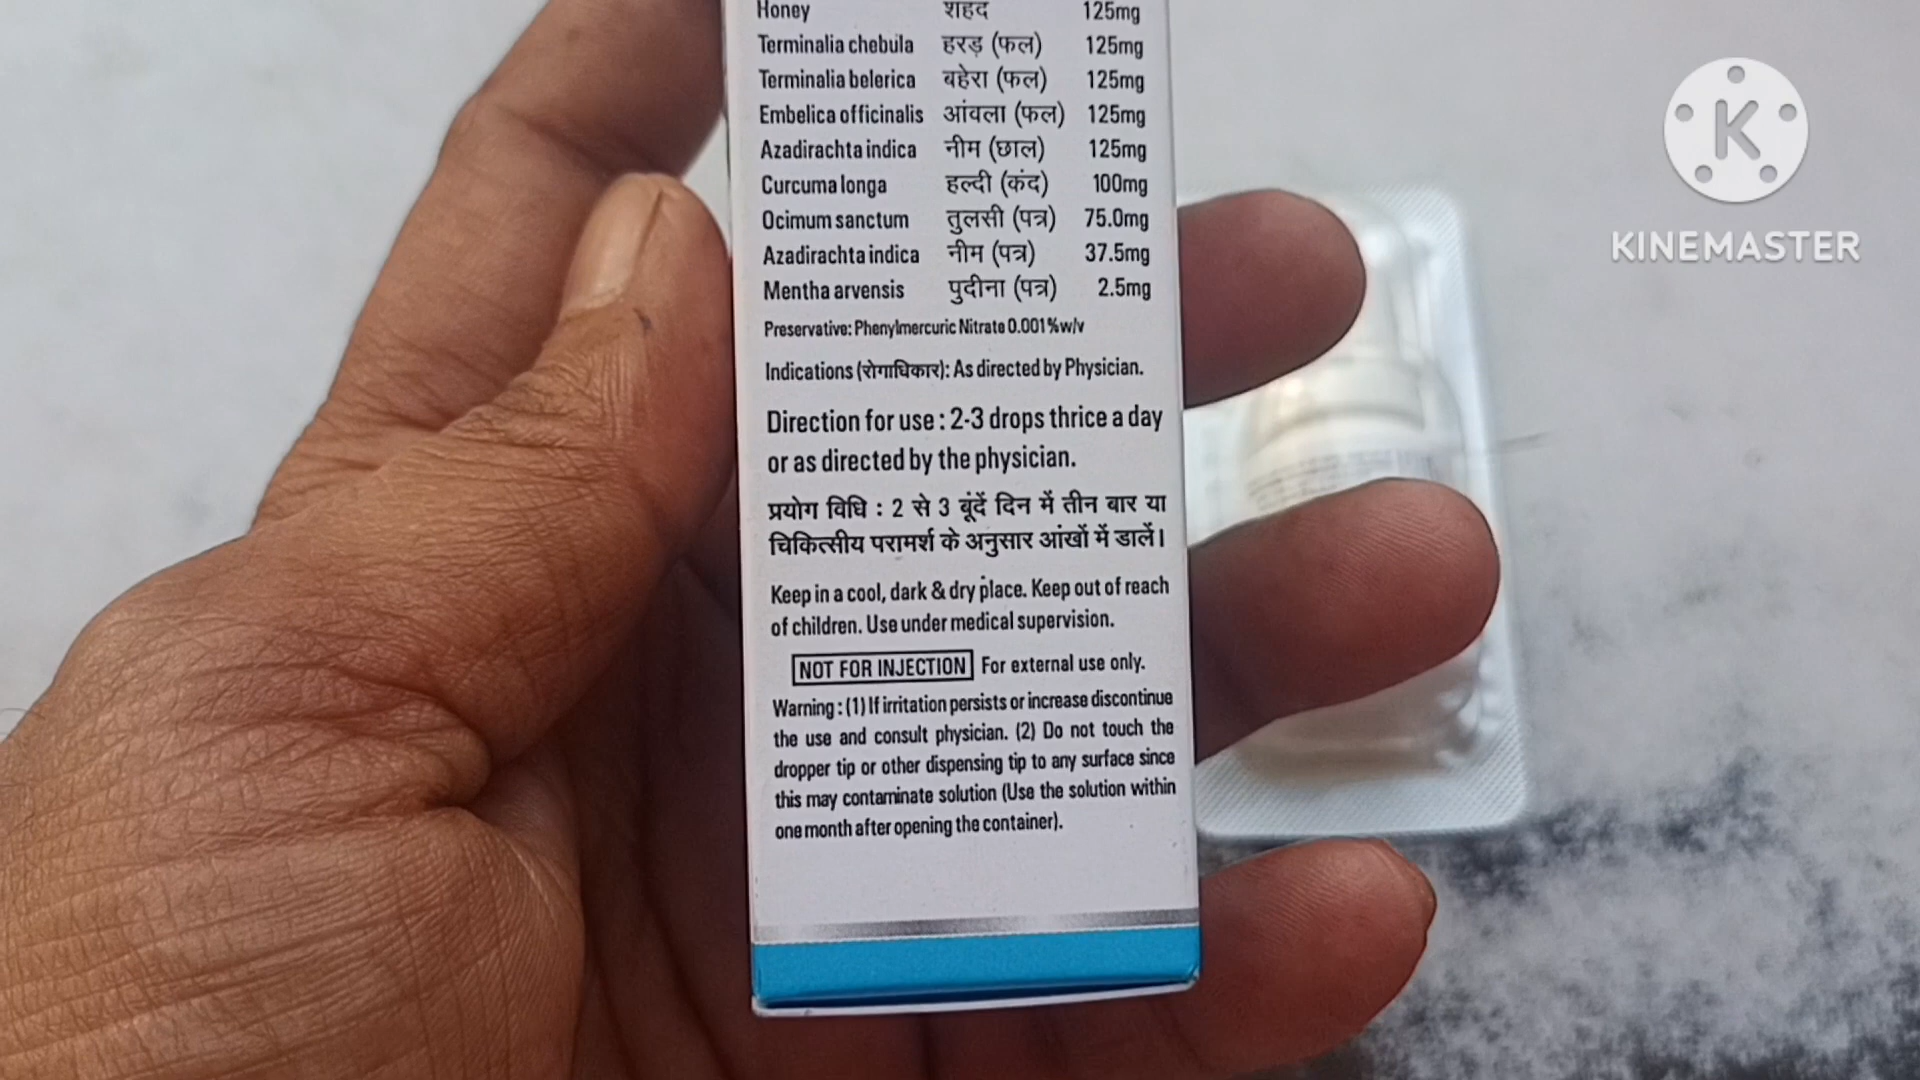 Honey शहद 125mg
Terminalia chebula हरड़ (फल) 125mg
Terminalia belerica बहेरा (फल) 125mg
Embelica officinalis आंवला (फल) 125mg
Azadirachta indica नीम (छाल) 125mg
Curcuma longa हल्दी (कंद) 100mg
Ocimum sanctum तुलसी (पत्र) 75.0mg
Azadirachta indica नीम (पत्र) 37.5mg
Mentha arvensis पुदीना (पत्र) 2.5mg
Preservative: Phenylmercuric Nitrate 0.001%w/v
Indications (रोगाधिकार): As directed by Physician.
Direction for use : 2-3 drops thrice a day
or as directed by the physician.
प्रयोग विधि : 2 से 3 बूंदें दिन में तीन बार या
चिकित्सीय परामर्श के अनुसार आंखों में डालें।
Keep in a cool, dark & dry place. Keep out of reach
of children. Use under medical supervision.
NOT FOR INJECTION For external use only.
Warning : (1) If irritation persists or increase discontinue
the use and consult physician. (2) Do not touch the
dropper tip or other dispensing tip to any surface since
this may contaminate solution (Use the solution within
one month after opening the container).
K
KINEMASTER